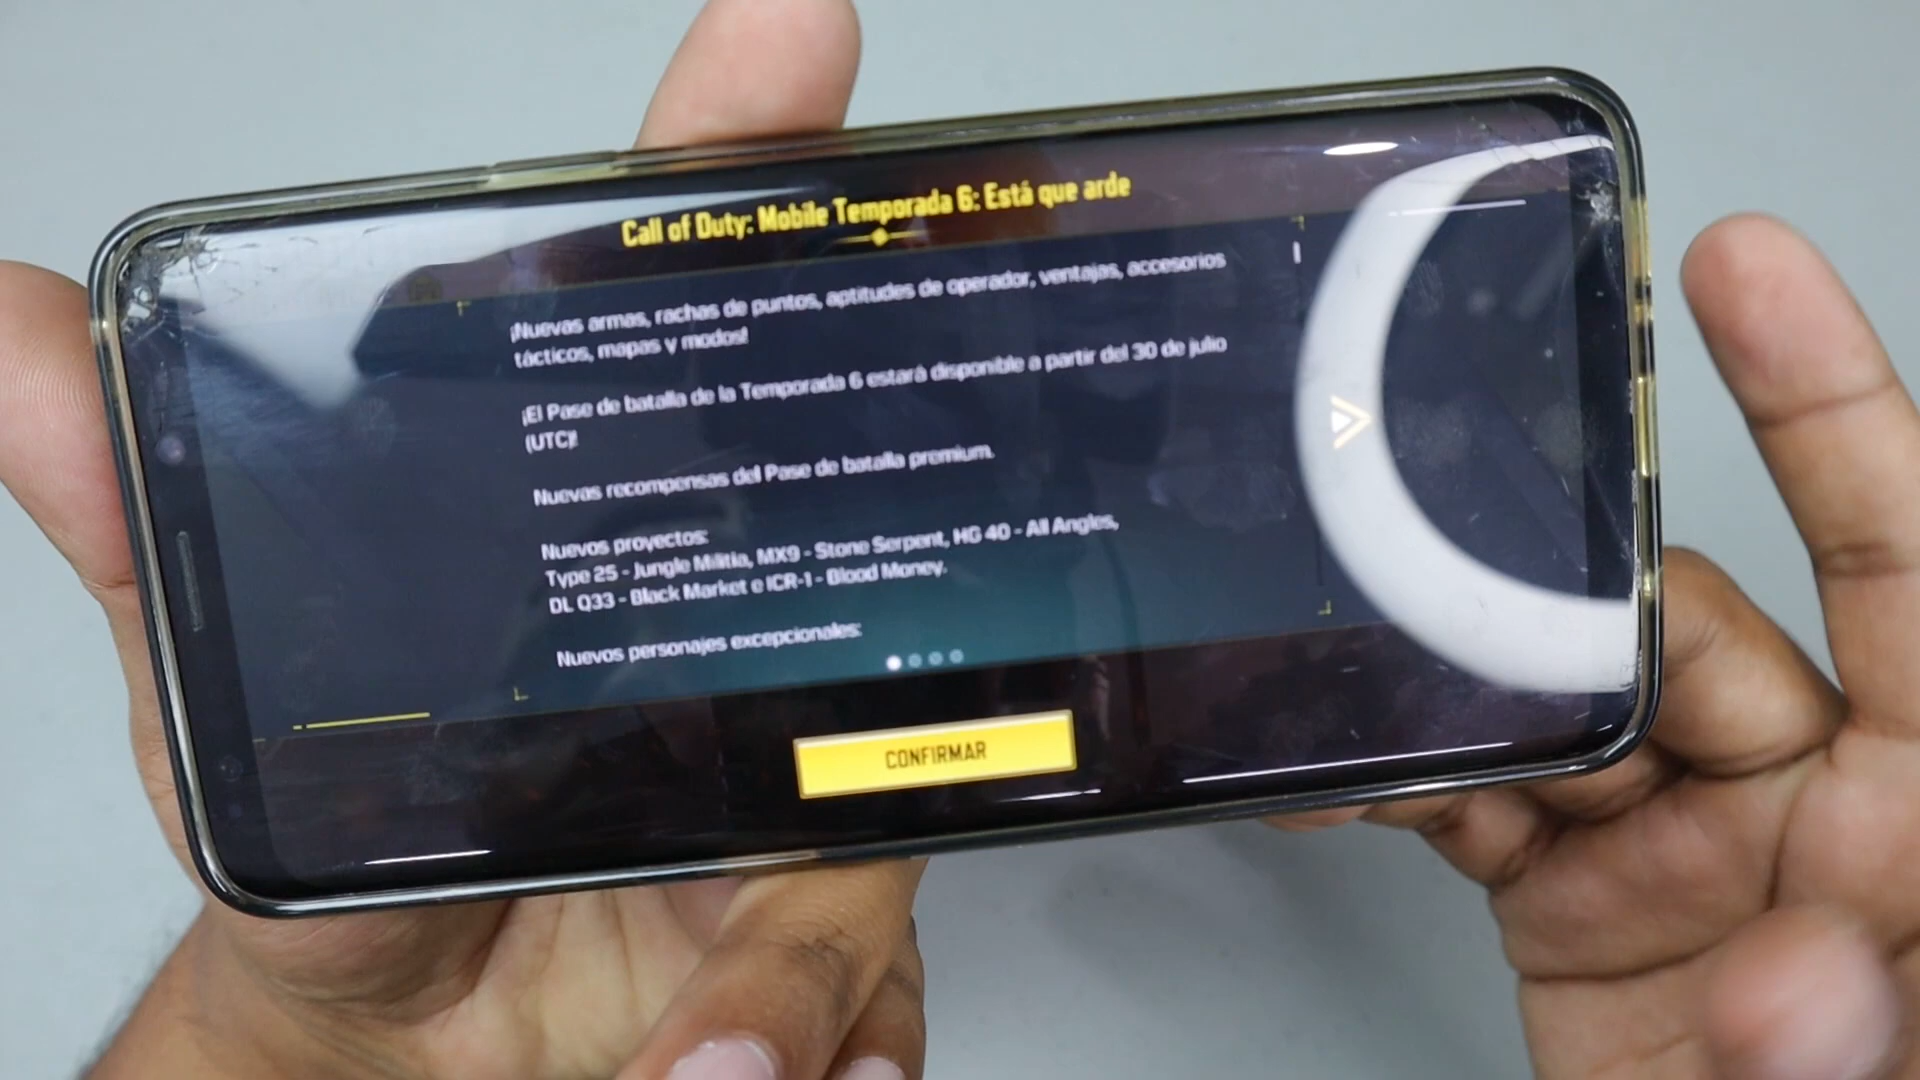 Call of Duty: Mobile Temporada 6: Está que arde
¡Nuevas armas, rachas de puntos, aptitudes de operador, ventajas, accesorios
tácticos, mapas y modos!
¡El Pase de batalla de la Temporada 6 estará disponible a partir del 30 de julio
(UTC)!
Nuevas recompensas del Pase de batalla premium.
Nuevos proyectos:
Type 25 - Jungle Militia, MX9 - Stone Serpent, HG 40 - All Angles,
DL Q33 - Black Market e ICR-1 - Blood Money.
Nuevos personajes excepcionales:
CONFIRMAR